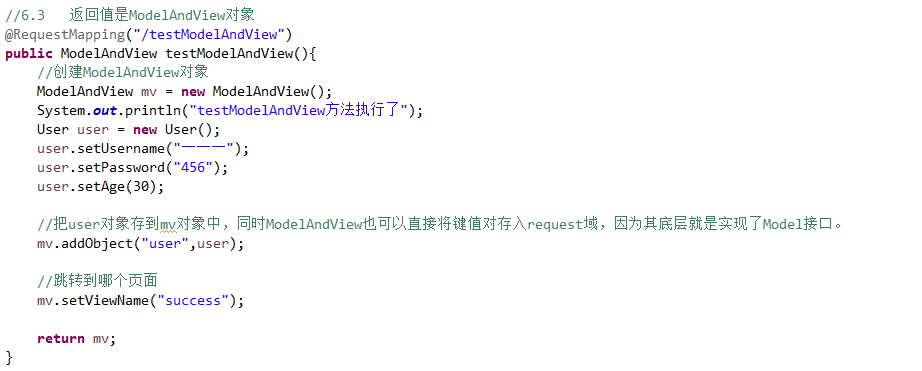 //6.3   返回值是ModelAndView对象
@RequestMapping("/testModelAndView")
public ModelAndView testModelAndView(){
    //创建ModelAndView对象
    ModelAndView mv = new ModelAndView();
    System.out.println("testModelAndView方法执行了");
    User user = new User();
    user.setUsername("一一一");
    user.setPassword("456");
    user.setAge(30);
    //把user对象存到mv对象中，同时ModelAndView也可以直接将键值对存入request域，因为其底层就是实现了Model接口。
    mv.addObject("user",user);
    //跳转到哪个页面
    mv.setViewName("success");
    return mv;
}